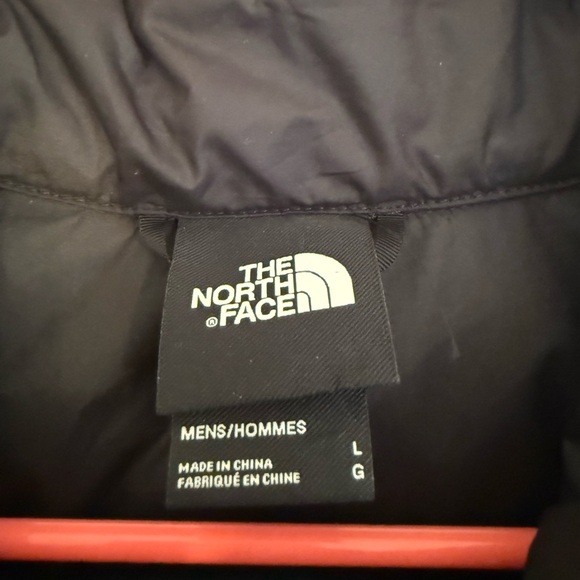 THE
NORTH
® FACE
MENS/HOMMES
L
MADE IN CHINA
G
FABRIQUÉ EN CHINE